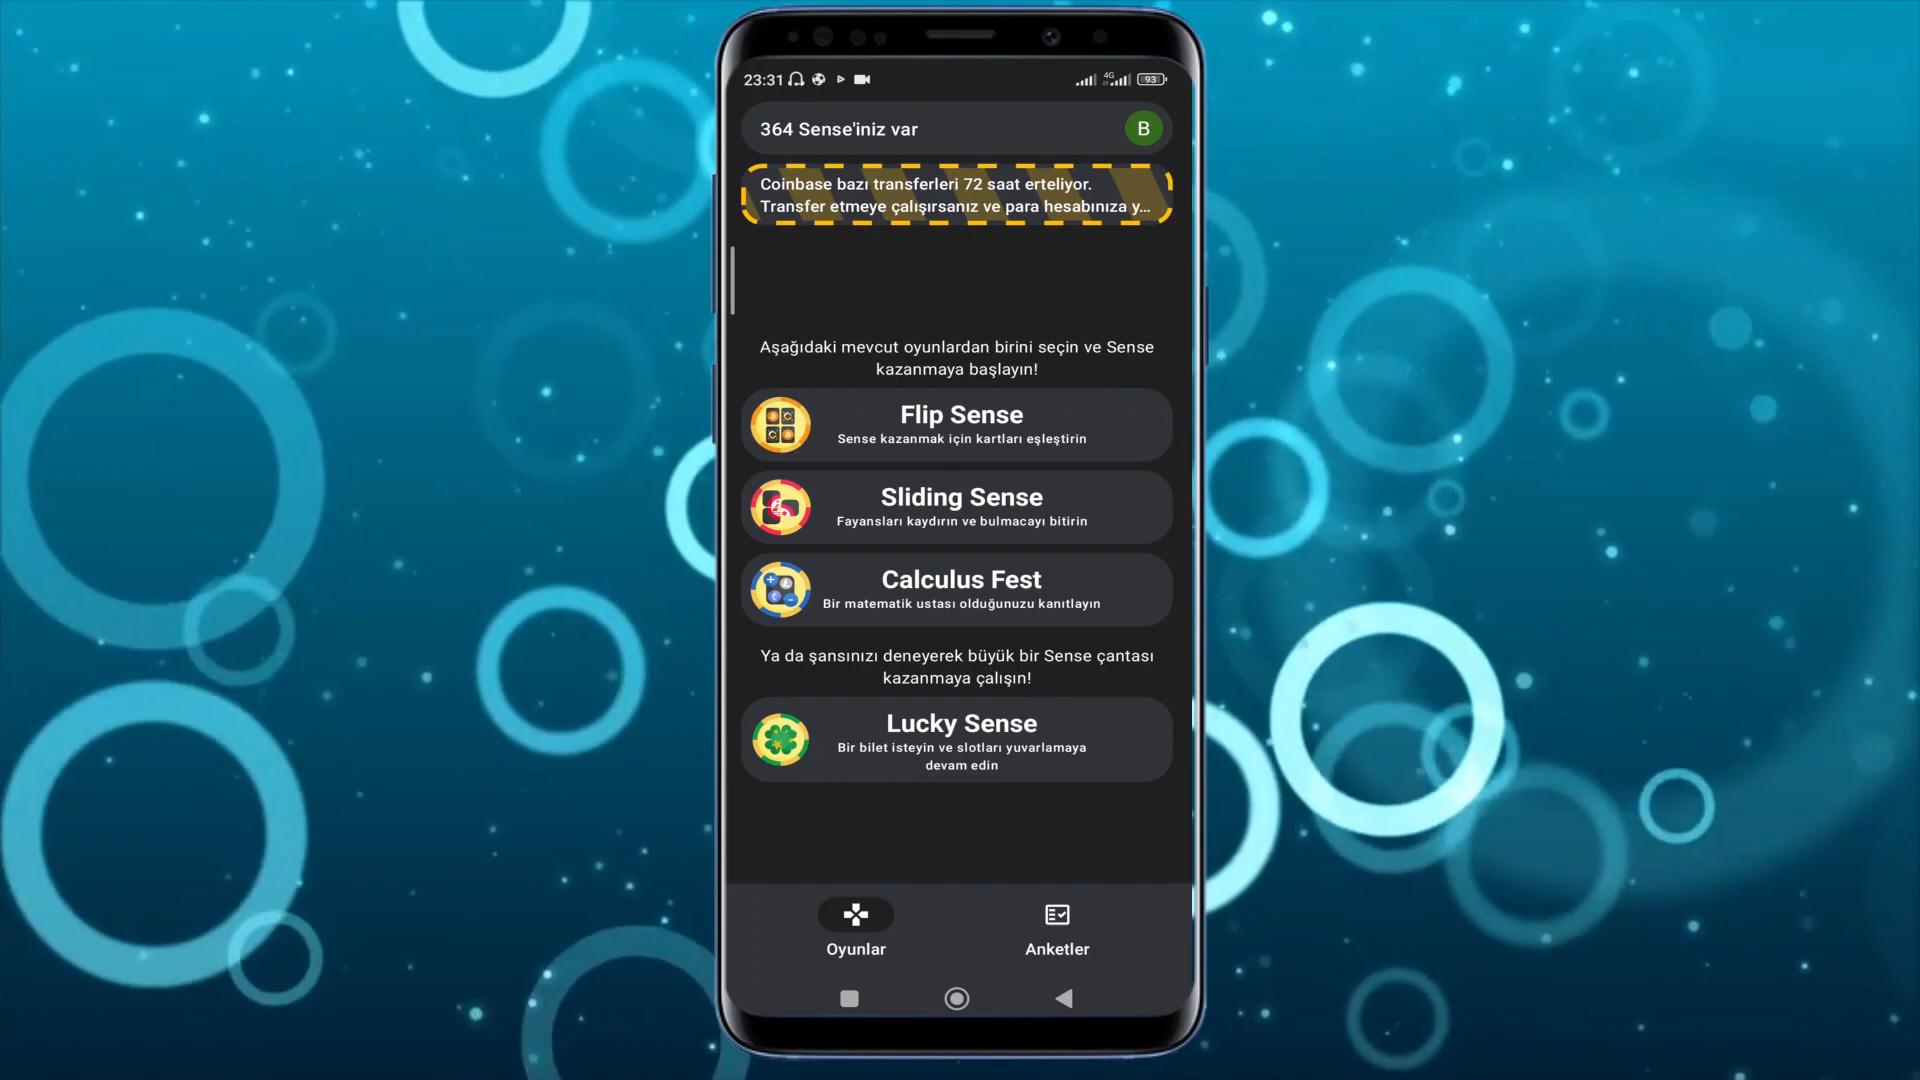 23:31
4G
93
364 Sense'iniz var
B
Coinbase bazı transferleri 72 saat erteliyor.
Transfer etmeye çalışırsanız ve para hesabınıza y...
Aşağıdaki mevcut oyunlardan birini seçin ve Sense
kazanmaya başlayın!
Flip Sense
Sense kazanmak için kartları eşleştirin
Sliding Sense
Fayansları kaydırın ve bulmacayı bitirin
Calculus Fest
Bir matematik ustası olduğunuzu kanıtlayın
Ya da şansınızı deneyerek büyük bir Sense çantası
kazanmaya çalışın!
Lucky Sense
Bir bilet isteyin ve slotları yuvarlamaya
devam edin
Oyunlar
Anketler